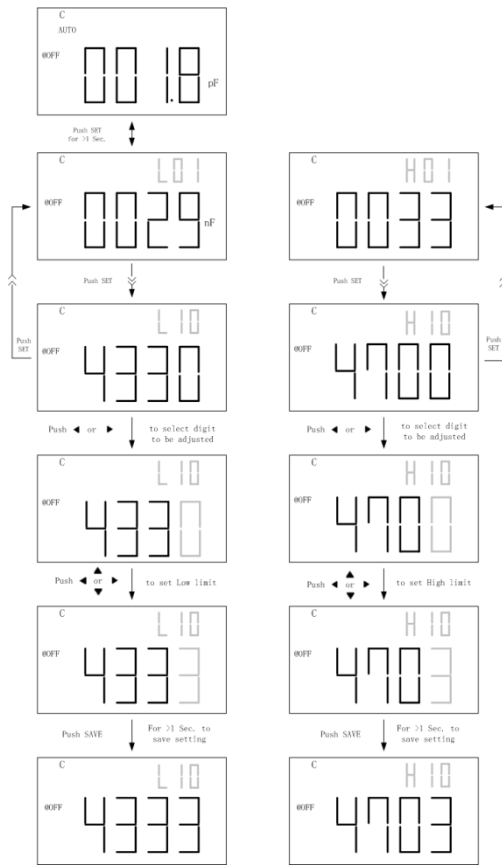 C
AUTO
@OFF
001.8
pF
Push SET
for >1 Sec.
C
L01
@OFF
0029
nF
Push SET
Push
SET
C
L10
@OFF
4330
Push ◄ or ► to select digit
to be adjusted
C
L10
@OFF
4330
▲
Push ◄ or ► to set Low limit
▼
C
L10
@OFF
4333
Push SAVE For >1 Sec. to
save setting
C
L10
@OFF
4333
C
H01
@OFF
0033
Push SET
Push
SET
C
H10
@OFF
4700
Push ◄ or ► to select digit
to be adjusted
C
H10
@OFF
4700
▲
Push ◄ or ► to set High limit
▼
C
H10
@OFF
4703
Push SAVE For >1 Sec. to
save setting
C
H10
@OFF
4703